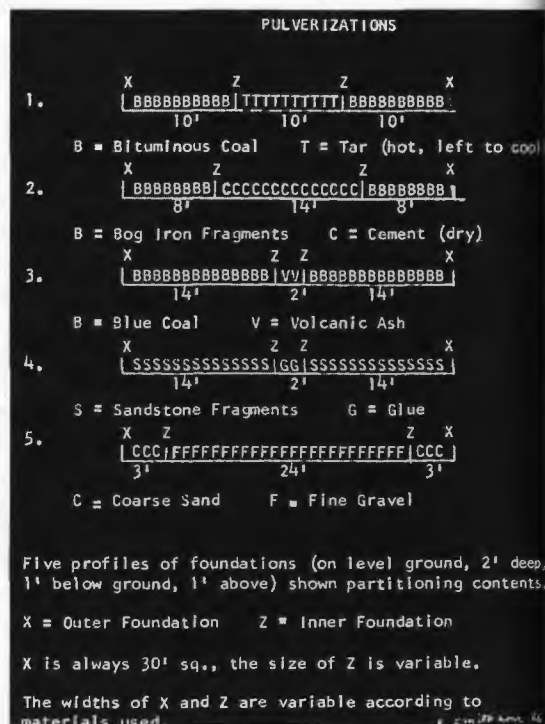 PULVERIZATIONS
X Z Z X
1. | BBBBBBBBBB|TTTTTTTTTT|BBBBBBBBBB
10' 10' 10'
B = Bituminous Coal T = Tar (hot, left to cool
X Z Z X
2. | BBBBBBBB|CCCCCCCCCCCCCC|BBBBBBBB |
8' 14' 8'
B = Bog Iron Fragments C = Cement (dry)
X Z Z X
3. | BBBBBBBBBBBBBB|VV|BBBBBBBBBBBBBB |
14' 2' 14'
B = Blue Coal V = Volcanic Ash
X Z Z X
4. | SSSSSSSSSSSSSS|GG|SSSSSSSSSSSSSS |
14' 2' 14'
S = Sandstone Fragments G = Glue
X Z Z X
5. | CCC|FFFFFFFFFFFFFFFFFFFFFFFF|CCC |
3' 24' 3'
C = Coarse Sand F = Fine Gravel
Five profiles of foundations (on level ground, 2' deep,
1' below ground, 1' above) shown partitioning contents.
X = Outer Foundation Z = Inner Foundation
X is always 30' sq., the size of Z is variable.
The widths of X and Z are variable according to
materials used